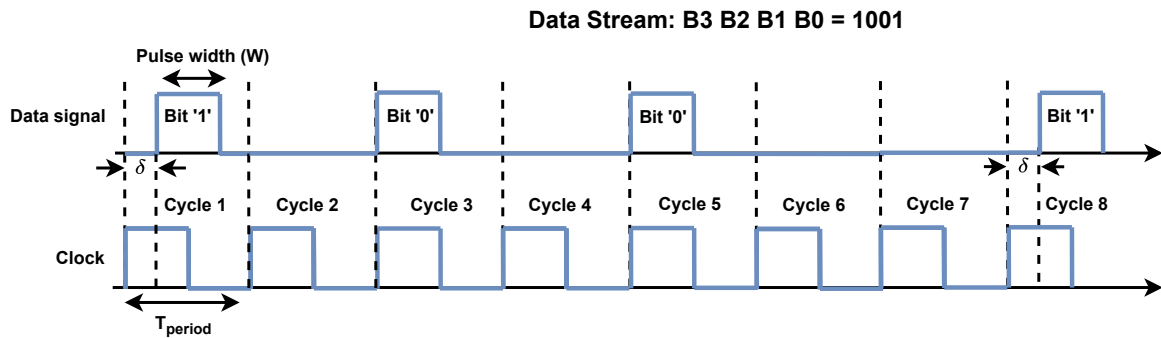 Data Stream: B3 B2 B1 B0 = 1001
Pulse width (W)
Data signal
Bit '1'
Bit '0'
Bit '0'
Bit '1'
δ
δ
Cycle 1
Cycle 2
Cycle 3
Cycle 4
Cycle 5
Cycle 6
Cycle 7
Cycle 8
Clock
Tperiod